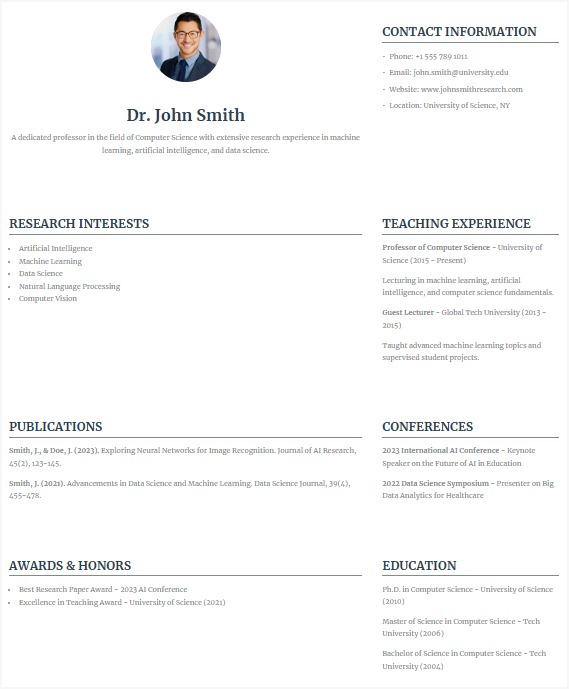 Dr. John Smith
A dedicated professor in the field of Computer Science with extensive research experience in machine
learning, artificial intelligence, and data science.
CONTACT INFORMATION
- Phone: +1 555 789 1011
- Email: john.smith@university.edu
- Website: www.johnsmithresearch.com
- Location: University of Science, NY
RESEARCH INTERESTS
• Artificial Intelligence
• Machine Learning
• Data Science
• Natural Language Processing
• Computer Vision
TEACHING EXPERIENCE
Professor of Computer Science - University of
Science (2015 - Present)
Lecturing in machine learning, artificial
intelligence, and computer science fundamentals.
Guest Lecturer - Global Tech University (2013 -
2015)
Taught advanced machine learning topics and
supervised student projects.
PUBLICATIONS
Smith, J., & Doe, J. (2023). Exploring Neural Networks for Image Recognition. Journal of AI Research,
45(2), 123-145.
Smith, J. (2021). Advancements in Data Science and Machine Learning. Data Science Journal, 39(4),
455-478.
CONFERENCES
2023 International AI Conference - Keynote
Speaker on the Future of AI in Education
2022 Data Science Symposium - Presenter on Big
Data Analytics for Healthcare
AWARDS & HONORS
• Best Research Paper Award - 2023 AI Conference
• Excellence in Teaching Award - University of Science (2021)
EDUCATION
Ph.D. in Computer Science - University of Science
(2010)
Master of Science in Computer Science - Tech
University (2006)
Bachelor of Science in Computer Science - Tech
University (2004)